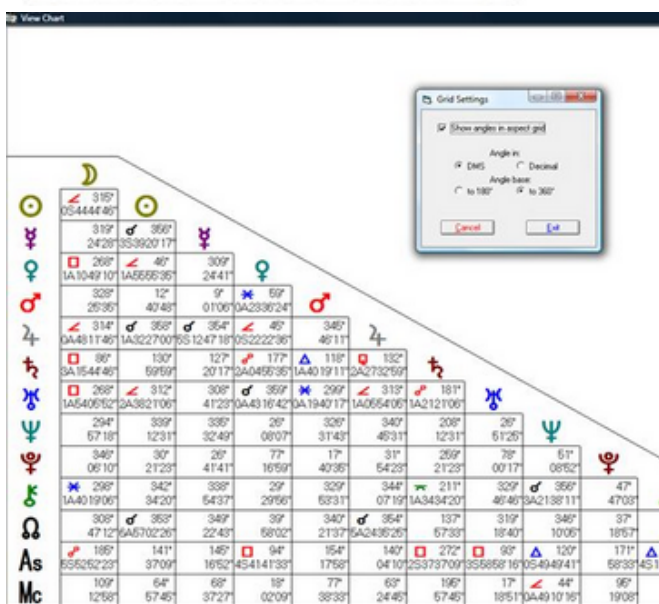 View Chart
Grid Settings
Show angles in aspect grid
Angle in:
DMS Decimal
Angle base:
to 180° to 360°
Cancel Exit
315°
0S4444'46"
319° 356°
24'28" 3S3920'17"
268° 46° 309°
1A1049'10" 1A5555'35" 24'41"
328° 12° 9° 59°
25'35" 40'48" 01'06" 0A2336'24"
314° 358° 354° 45° 345°
0A4811'46" 1A3227'00" 5S1247'18" 0S2222'36" 46'11"
86° 130° 127° 177° 118° 132°
3A1544'46" 59'59" 20'17" 2A0455'35" 1A4019'11" 2A2732'59"
268° 312° 308° 359° 299° 313° 181°
1A5405'52" 2A3821'06" 41'23" 0A4316'42" 0A1940'17" 1A0554'05" 1A2121'06"
294° 339° 335° 26° 326° 340° 208° 26°
57'18" 12'31" 32'49" 08'07" 31'43" 45'31" 12'31" 51'25"
346° 30° 26° 77° 17° 31° 259° 78° 51°
06'10" 21'23" 41'41" 16'59" 40'35" 54'23" 21'23" 00'17" 08'52"
298° 342° 338° 29° 329° 344° 211° 329° 356° 47°
1A4019'06" 34'20" 54'37" 29'56" 53'31" 07'19" 1A3434'20" 46'46" 3A2138'11" 47'03"
308° 353° 349° 39° 340° 354° 137° 319° 346° 37°
47'12" 6A5702'26" 22'43" 58'02" 21'37" 5A2435'25" 57'33" 18'40" 10'06" 18'57"
As 185° 141° 145° 94° 154° 140° 272° 93° 120° 171°
5S5252'23" 37'09" 16'52" 4S4141'33" 17'58" 04'10" 2S3737'09" 3S5858'16" 0S4949'41" 58'33"
Mc 109° 64° 68° 18° 77° 63° 195° 17° 44° 95°
12'58" 57'45" 37'27" 02'09" 38'33" 24'45" 57'45" 18'51" 0A4910'16" 19'08"